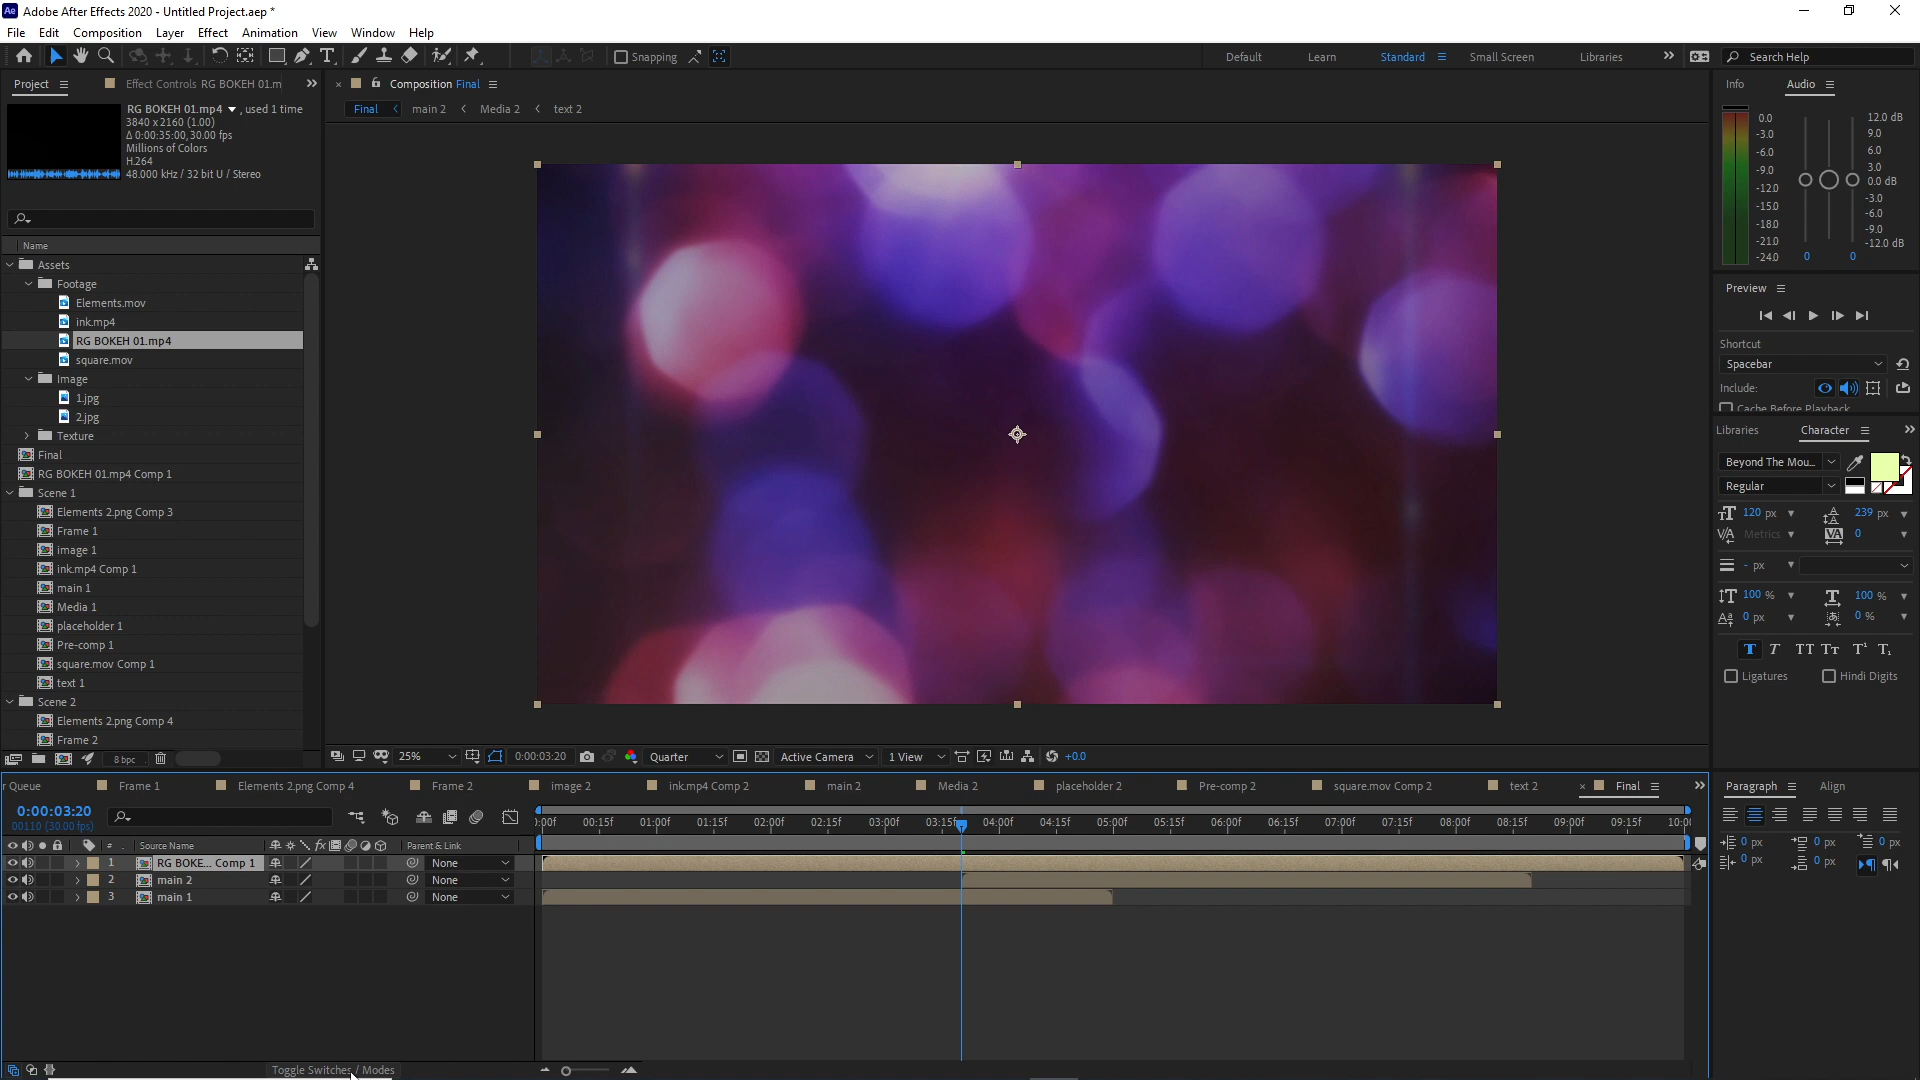 Adobe After Effects 2020 - Untitled Project.aep *
File Edit Composition Layer Effect Animation View Window Help
Snapping
Default Learn Standard Small Screen Libraries
Search Help
Project
Effect Controls RG BOKEH 01.m
RG BOKEH 01.mp4 , used 1 time
3840 x 2160 (1.00)
Δ 0:00:35:00, 30.00 fps
Millions of Colors
H.264
48.000 kHz / 32 bit U / Stereo
Name
Assets
Footage
Elements.mov
ink.mp4
RG BOKEH 01.mp4
square.mov
Image
1.jpg
2.jpg
Texture
Final
RG BOKEH 01.mp4 Comp 1
Scene 1
Elements 2.png Comp 3
Frame 1
image 1
ink.mp4 Comp 1
main 1
Media 1
placeholder 1
Pre-comp 1
square.mov Comp 1
text 1
Scene 2
Elements 2.png Comp 4
Frame 2
8 bpc
Composition Final
Final main 2 Media 2 text 2
25% 0:00:03:20 Quarter Active Camera 1 View +0.0
Info Audio
0.0
-3.0
-6.0
-9.0
-12.0
-15.0
-18.0
-21.0
-24.0
12.0 dB
9.0
6.0
3.0
0.0 dB
-3.0
-6.0
-9.0
-12.0 dB
0 0
Preview
Shortcut
Spacebar
Include:
Cache Before Playback
Libraries Character
Beyond The Mou...
Regular
120 px 239 px
Metrics 0
- px
100 % 100 %
0 px 0 %
Ligatures Hindi Digits
Paragraph Align
0 px 0 px 0 px
0 px 0 px
r Queue Frame 1 Elements 2.png Comp 4 Frame 2 image 2 ink.mp4 Comp 2 main 2 Media 2 placeholder 2 Pre-comp 2 square.mov Comp 2 text 2 Final
0:00:03:20
00110 (30.00 fps)
):00f 00:15f 01:00f 01:15f 02:00f 02:15f 03:00f 03:15f 04:00f 04:15f 05:00f 05:15f 06:00f 06:15f 07:00f 07:15f 08:00f 08:15f 09:00f 09:15f 10:00
# Source Name Parent & Link
1 RG BOKE... Comp 1 None
2 main 2 None
3 main 1 None
Toggle Switches / Modes